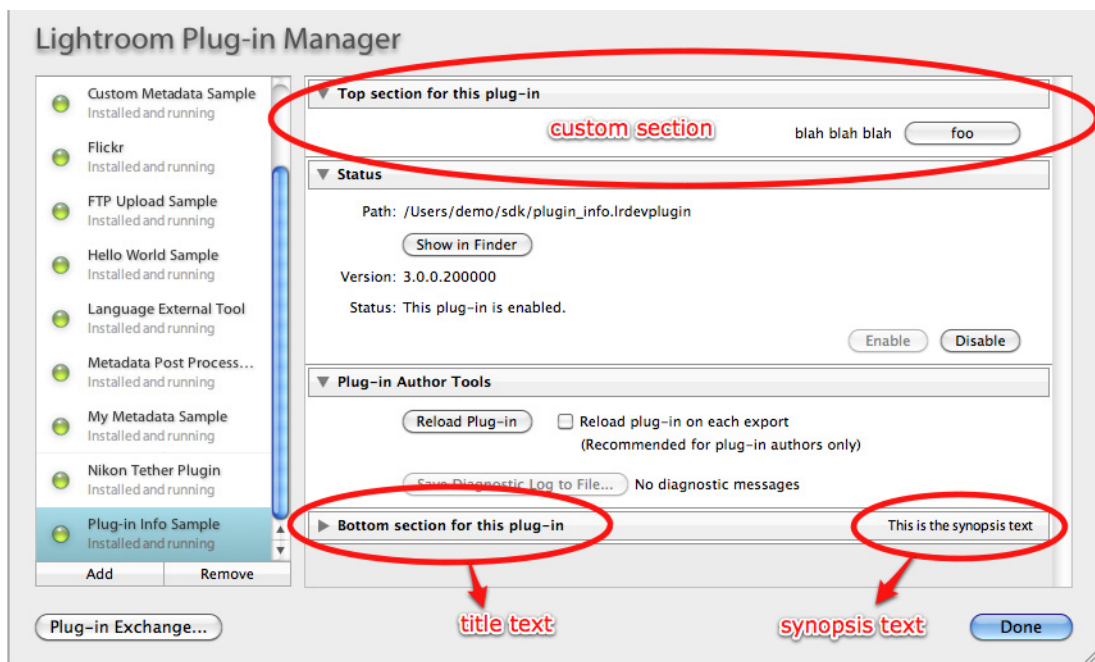 Lightroom Plug-in Manager
Custom Metadata Sample
Installed and running
Flickr
Installed and running
FTP Upload Sample
Installed and running
Hello World Sample
Installed and running
Language External Tool
Installed and running
Metadata Post Process...
Installed and running
My Metadata Sample
Installed and running
Nikon Tether Plugin
Installed and running
Plug-in Info Sample
Installed and running
Add Remove
Plug-in Exchange...
Top section for this plug-in
custom section
blah blah blah foo
Status
Path: /Users/demo/sdk/plugin_info.lrdevplugin
Show in Finder
Version: 3.0.0.200000
Status: This plug-in is enabled.
Enable Disable
Plug-in Author Tools
Reload Plug-in Reload plug-in on each export
(Recommended for plug-in authors only)
Save Diagnostic Log to File... No diagnostic messages
Bottom section for this plug-in This is the synopsis text
title text synopsis text
Done